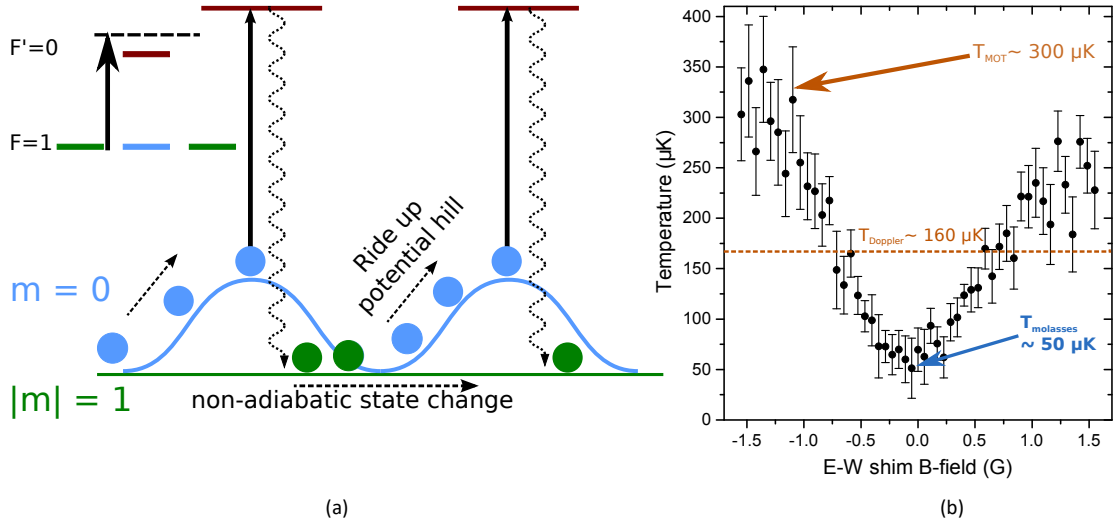 F'=0
F=1
m = 0
|m| = 1
Ride up
potential hill
non-adiabatic state change
(a)
Temperature (µK)
400
350
300
250
200
150
100
50
0
T_MOT ~ 300 µK
T_Doppler ~ 160 µK
T_molasses
~ 50 µK
-1.5 -1.0 -0.5 0.0 0.5 1.0 1.5
E-W shim B-field (G)
(b)